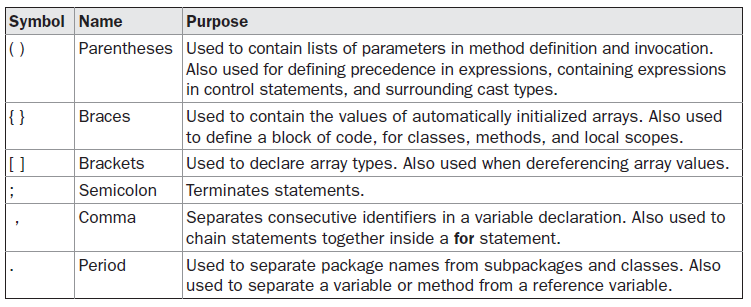 Symbol Name Purpose
( ) Parentheses Used to contain lists of parameters in method definition and invocation.
Also used for defining precedence in expressions, containing expressions
in control statements, and surrounding cast types.
{ } Braces Used to contain the values of automatically initialized arrays. Also used
to define a block of code, for classes, methods, and local scopes.
[ ] Brackets Used to declare array types. Also used when dereferencing array values.
; Semicolon Terminates statements.
, Comma Separates consecutive identifiers in a variable declaration. Also used to
chain statements together inside a for statement.
. Period Used to separate package names from subpackages and classes. Also
used to separate a variable or method from a reference variable.